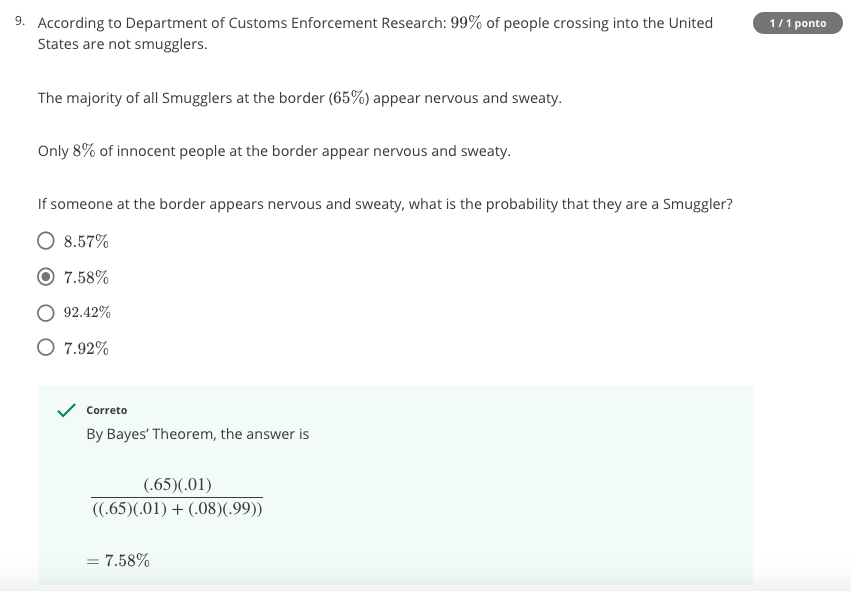 9. According to Department of Customs Enforcement Research: 99% of people crossing into the United
1 / 1 ponto
States are not smugglers.
The majority of all Smugglers at the border (65%) appear nervous and sweaty.
Only 8% of innocent people at the border appear nervous and sweaty.
If someone at the border appears nervous and sweaty, what is the probability that they are a Smuggler?
8.57%
7.58%
92.42%
7.92%
Correto
By Bayes’ Theorem, the answer is
(.65)(.01)
((.65)(.01) + (.08)(.99))
= 7.58%